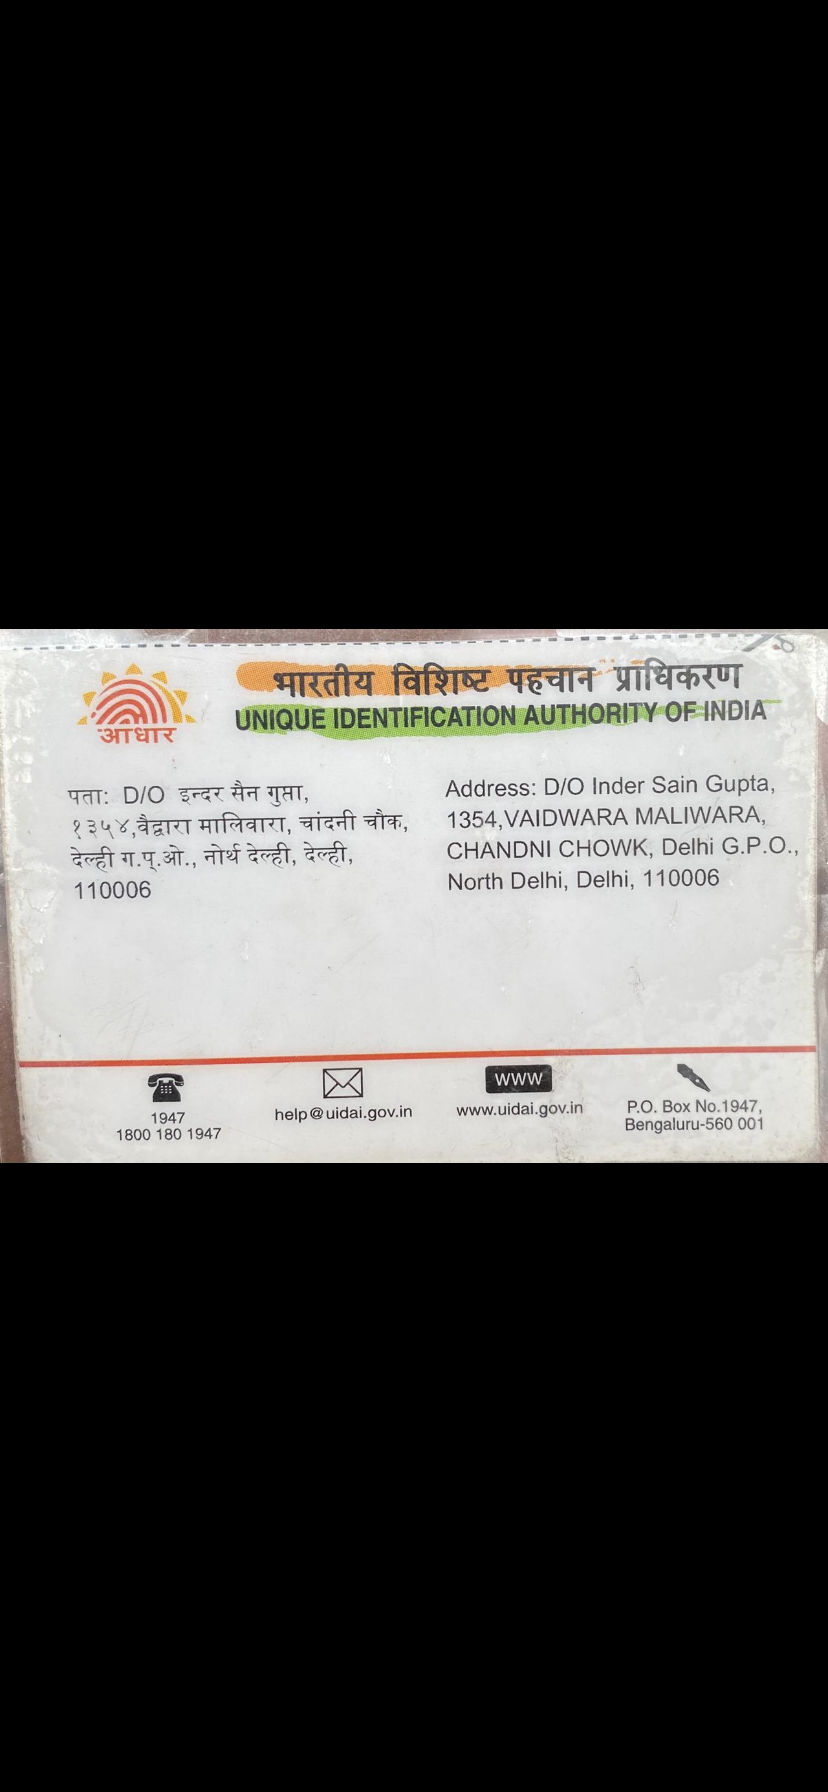 आधार
भारतीय विशिष्ट पहचान प्राधिकरण
UNIQUE IDENTIFICATION AUTHORITY OF INDIA
पता: D/O इन्दर सैन गुप्ता,
१३५४,वैद्वारा मालिवारा, चांदनी चौक,
देल्ही ग.प्.ओ., नोर्थ देल्ही, देल्ही,
110006
Address: D/O Inder Sain Gupta,
1354,VAIDWARA MALIWARA,
CHANDNI CHOWK, Delhi G.P.O.,
North Delhi, Delhi, 110006
1947
1800 180 1947
help@uidai.gov.in
WWW
www.uidai.gov.in
P.O. Box No.1947,
Bengaluru-560 001